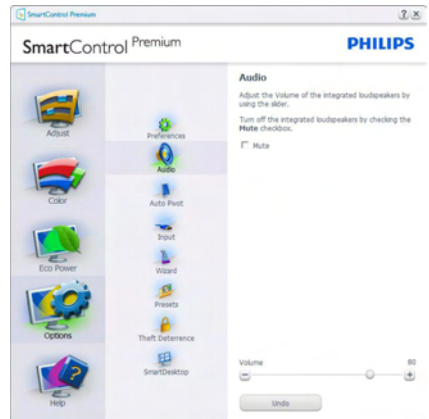 SmartControl Premium
SmartControl Premium
PHILIPS
Adjust
Color
Eco Power
Options
Help
Preferences
Audio
Auto Pivot
Input
Wizard
Presets
Theft Deterrence
SmartDesktop
Audio
Adjust the Volume of the integrated loudspeakers by
using the slider.
Turn off the integrated loudspeakers by checking the
Mute checkbox.
Mute
Volume 80
Undo